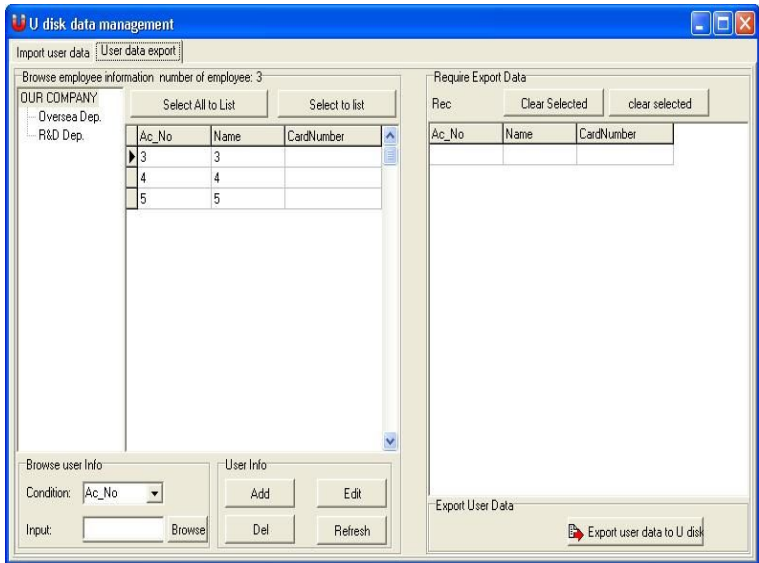 U disk data management
Import user data User data export
Browse employee information number of employee: 3
OUR COMPANY
Oversea Dep.
R&D Dep.
Select All to List Select to list
Ac_No Name CardNumber
3 3
4 4
5 5
Browse user Info
Condition: Ac_No
Input: Browse
User Info
Add Edit
Del Refresh
Require Export Data
Rec Clear Selected clear selected
Ac_No Name CardNumber
Export User Data
Export user data to U disk